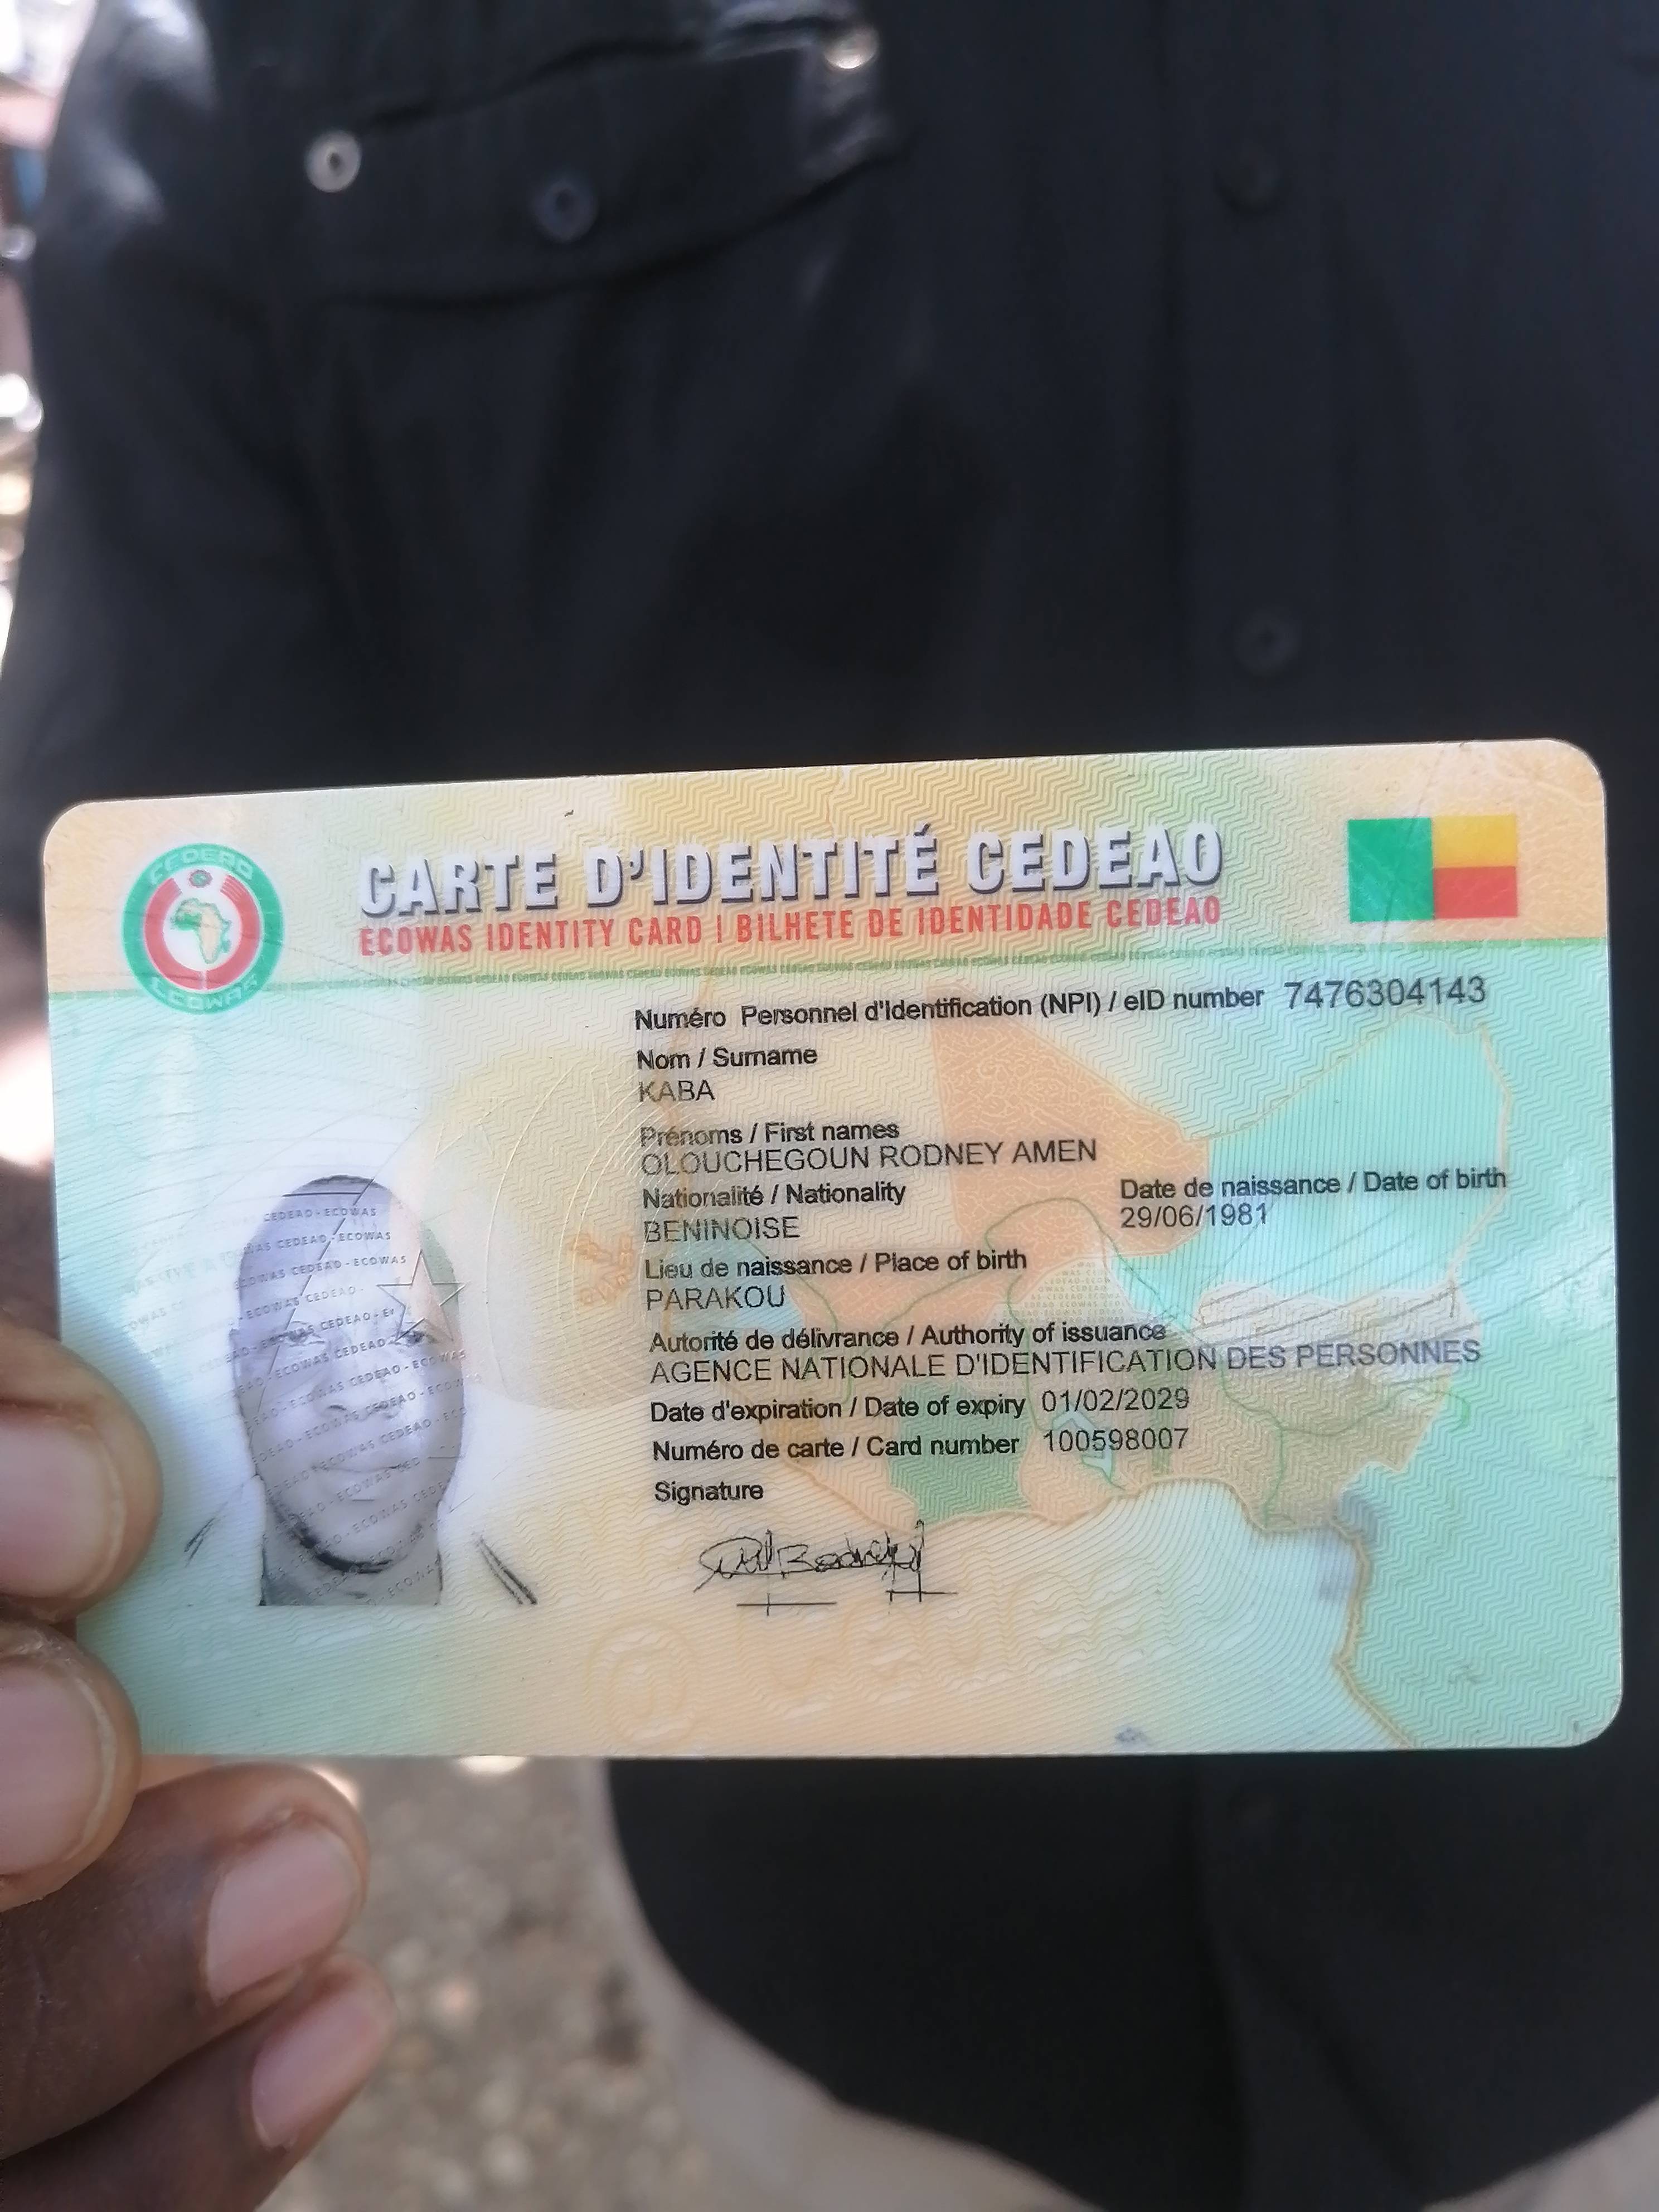 CEDEAO
ECOWAS
CARTE D'IDENTITÉ CEDEAO
ECOWAS IDENTITY CARD | BILHETE DE IDENTIDADE CEDEAO
Numéro Personnel d'Identification (NPI) / eID number 7476304143
Nom / Surname
KABA
Prénoms / First names
OLOUCHEGOUN RODNEY AMEN
Nationalité / Nationality
BENINOISE
Date de naissance / Date of birth
29/06/1981
Lieu de naissance / Place of birth
PARAKOU
Autorité de délivrance / Authority of issuance
AGENCE NATIONALE D'IDENTIFICATION DES PERSONNES
Date d'expiration / Date of expiry 01/02/2029
Numéro de carte / Card number 100598007
Signature